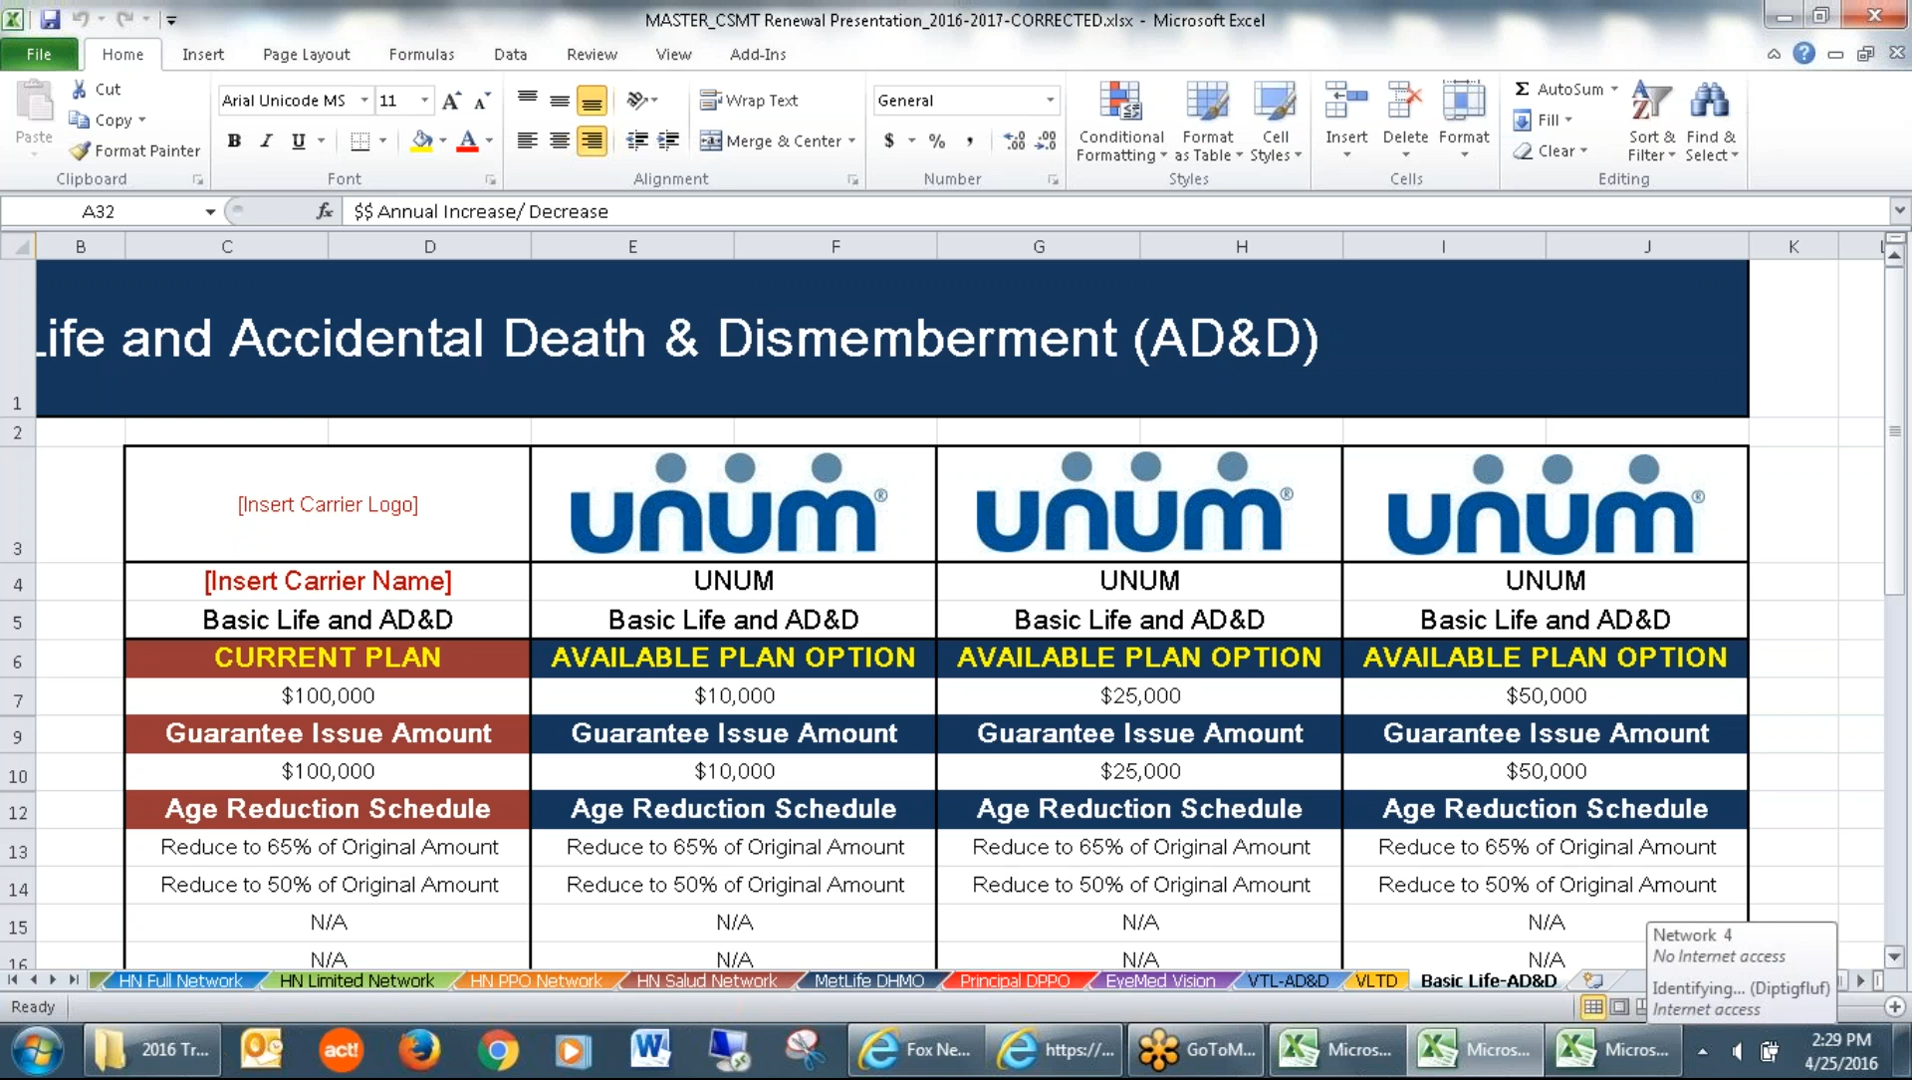 MASTER_CSMT Renewal Presentation_2016-2017-CORRECTED.xlsx - Microsoft Excel
File Home Insert Page Layout Formulas Data Review View Add-Ins
Paste
Cut
Copy
Format Painter
Clipboard
Arial Unicode MS 11
B I U
Font
Wrap Text
Merge & Center
Alignment
General
$ % ,
Number
Conditional Formatting
Format as Table
Cell Styles
Styles
Insert Delete Format
Cells
AutoSum
Fill
Clear
Sort & Filter
Find & Select
Editing
A32 fx $$ Annual Increase/ Decrease
B C D E F G H I J K
1 Life and Accidental Death & Dismemberment (AD&D)
2
3 [Insert Carrier Logo] unum® unum® unum®
4 [Insert Carrier Name] UNUM UNUM UNUM
5 Basic Life and AD&D Basic Life and AD&D Basic Life and AD&D Basic Life and AD&D
6 CURRENT PLAN AVAILABLE PLAN OPTION AVAILABLE PLAN OPTION AVAILABLE PLAN OPTION
7 $100,000 $10,000 $25,000 $50,000
9 Guarantee Issue Amount Guarantee Issue Amount Guarantee Issue Amount Guarantee Issue Amount
10 $100,000 $10,000 $25,000 $50,000
12 Age Reduction Schedule Age Reduction Schedule Age Reduction Schedule Age Reduction Schedule
13 Reduce to 65% of Original Amount Reduce to 65% of Original Amount Reduce to 65% of Original Amount Reduce to 65% of Original Amount
14 Reduce to 50% of Original Amount Reduce to 50% of Original Amount Reduce to 50% of Original Amount Reduce to 50% of Original Amount
15 N/A N/A N/A N/A
16 N/A N/A N/A N/A
Network 4
No Internet access
Identifying... (Diptigfluf)
Internet access
HN Full Network HN Limited Network HN PPO Network HN Salud Network MetLife DHMO Principal DPPO EyeMed Vision VTL-AD&D VLTD Basic Life-AD&D
Ready
2016 Tr... act! Fox Ne... https://... GoToM... Micros... Micros... Micros...
2:29 PM
4/25/2016